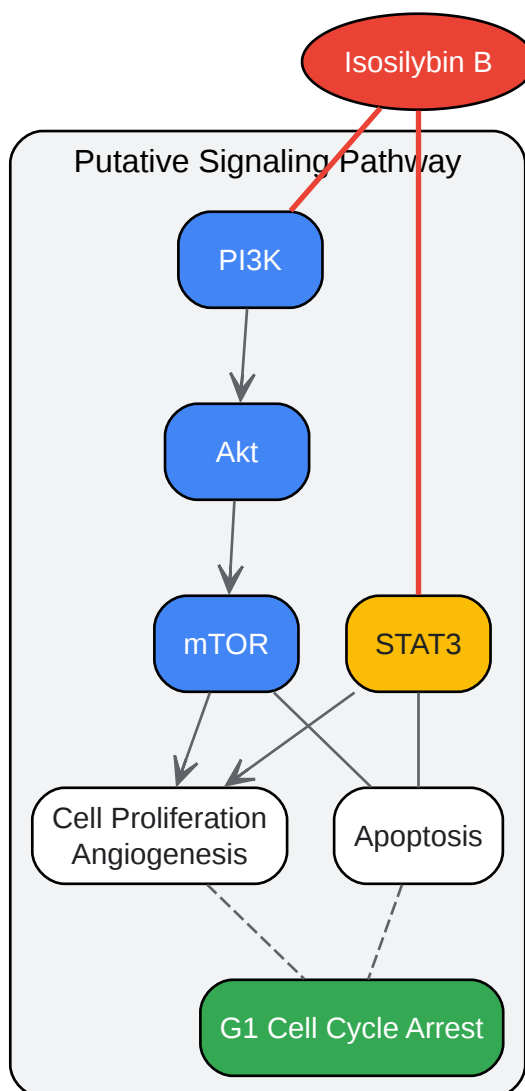 Isosilybin B
Putative Signaling Pathway
PI3K
Akt
mTOR
STAT3
Cell Proliferation
Angiogenesis
Apoptosis
G1 Cell Cycle Arrest